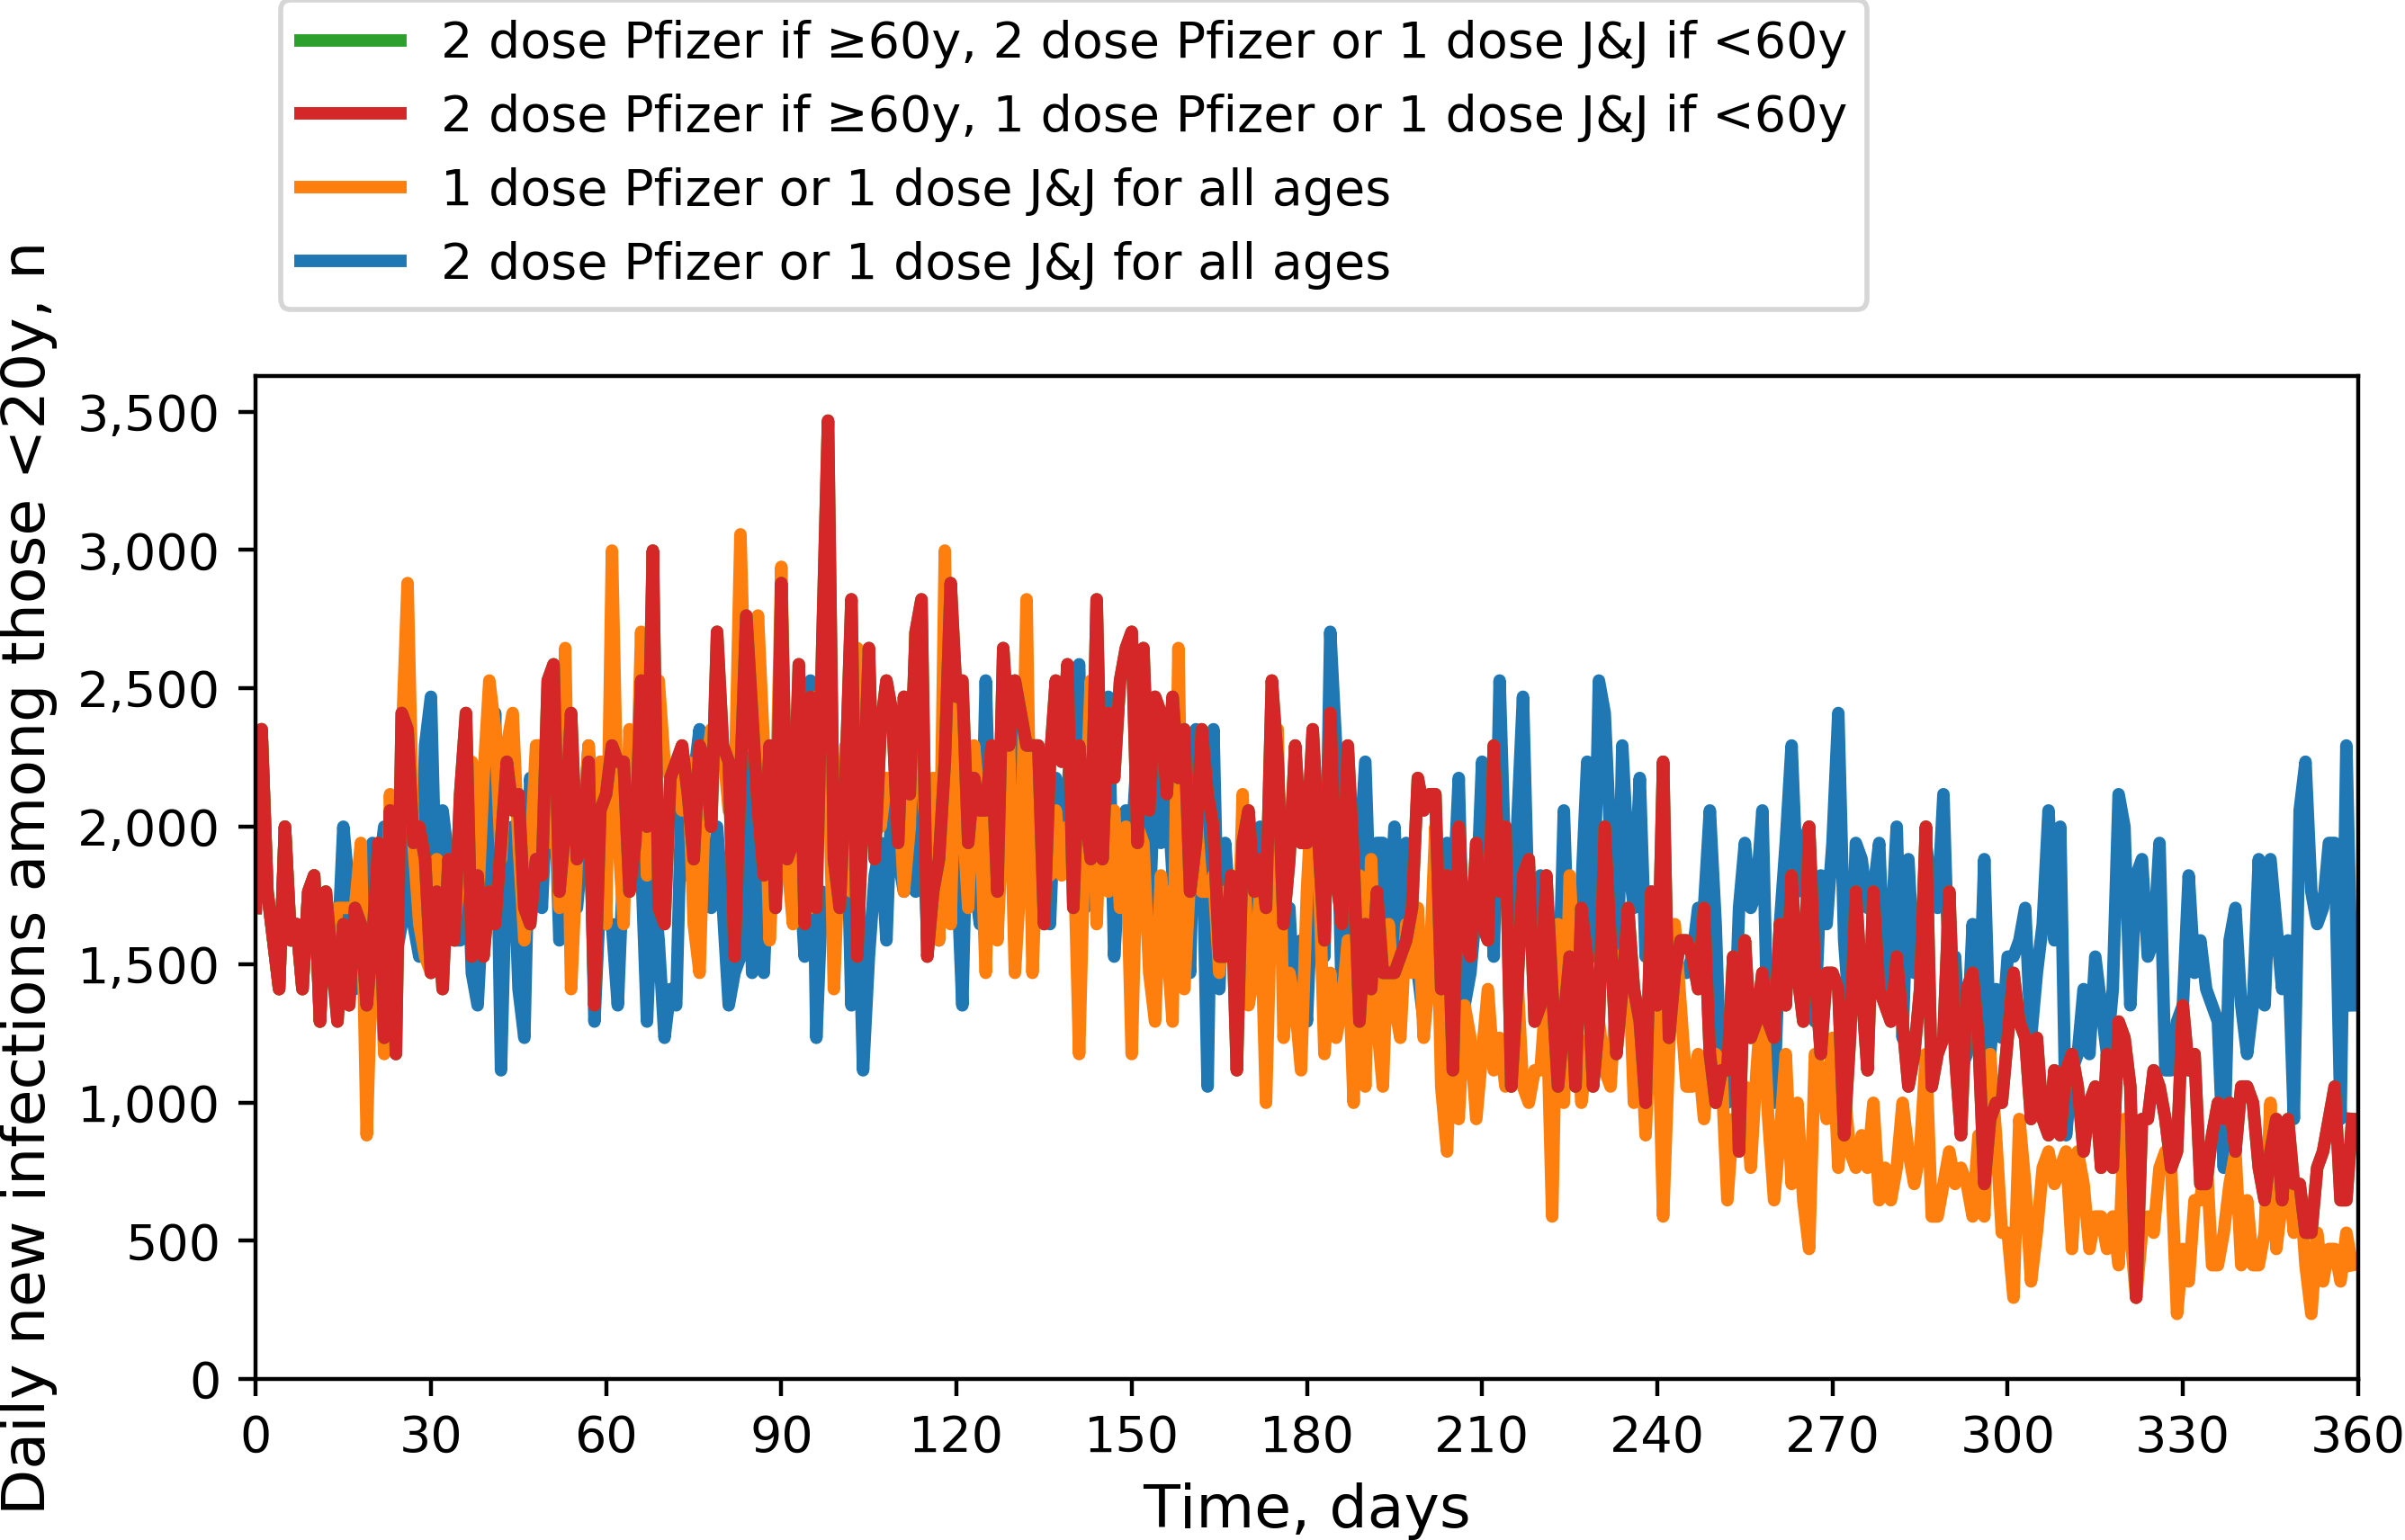 2 dose Pfizer if ≥60y, 2 dose Pfizer or 1 dose J&J if <60y
2 dose Pfizer if ≥60y, 1 dose Pfizer or 1 dose J&J if <60y
1 dose Pfizer or 1 dose J&J for all ages
2 dose Pfizer or 1 dose J&J for all ages
Daily new infections among those <20y, n
3,500
3,000
2,500
2,000
1,500
1,000
500
0
0 30 60 90 120 150 180 210 240 270 300 330 360
Time, days